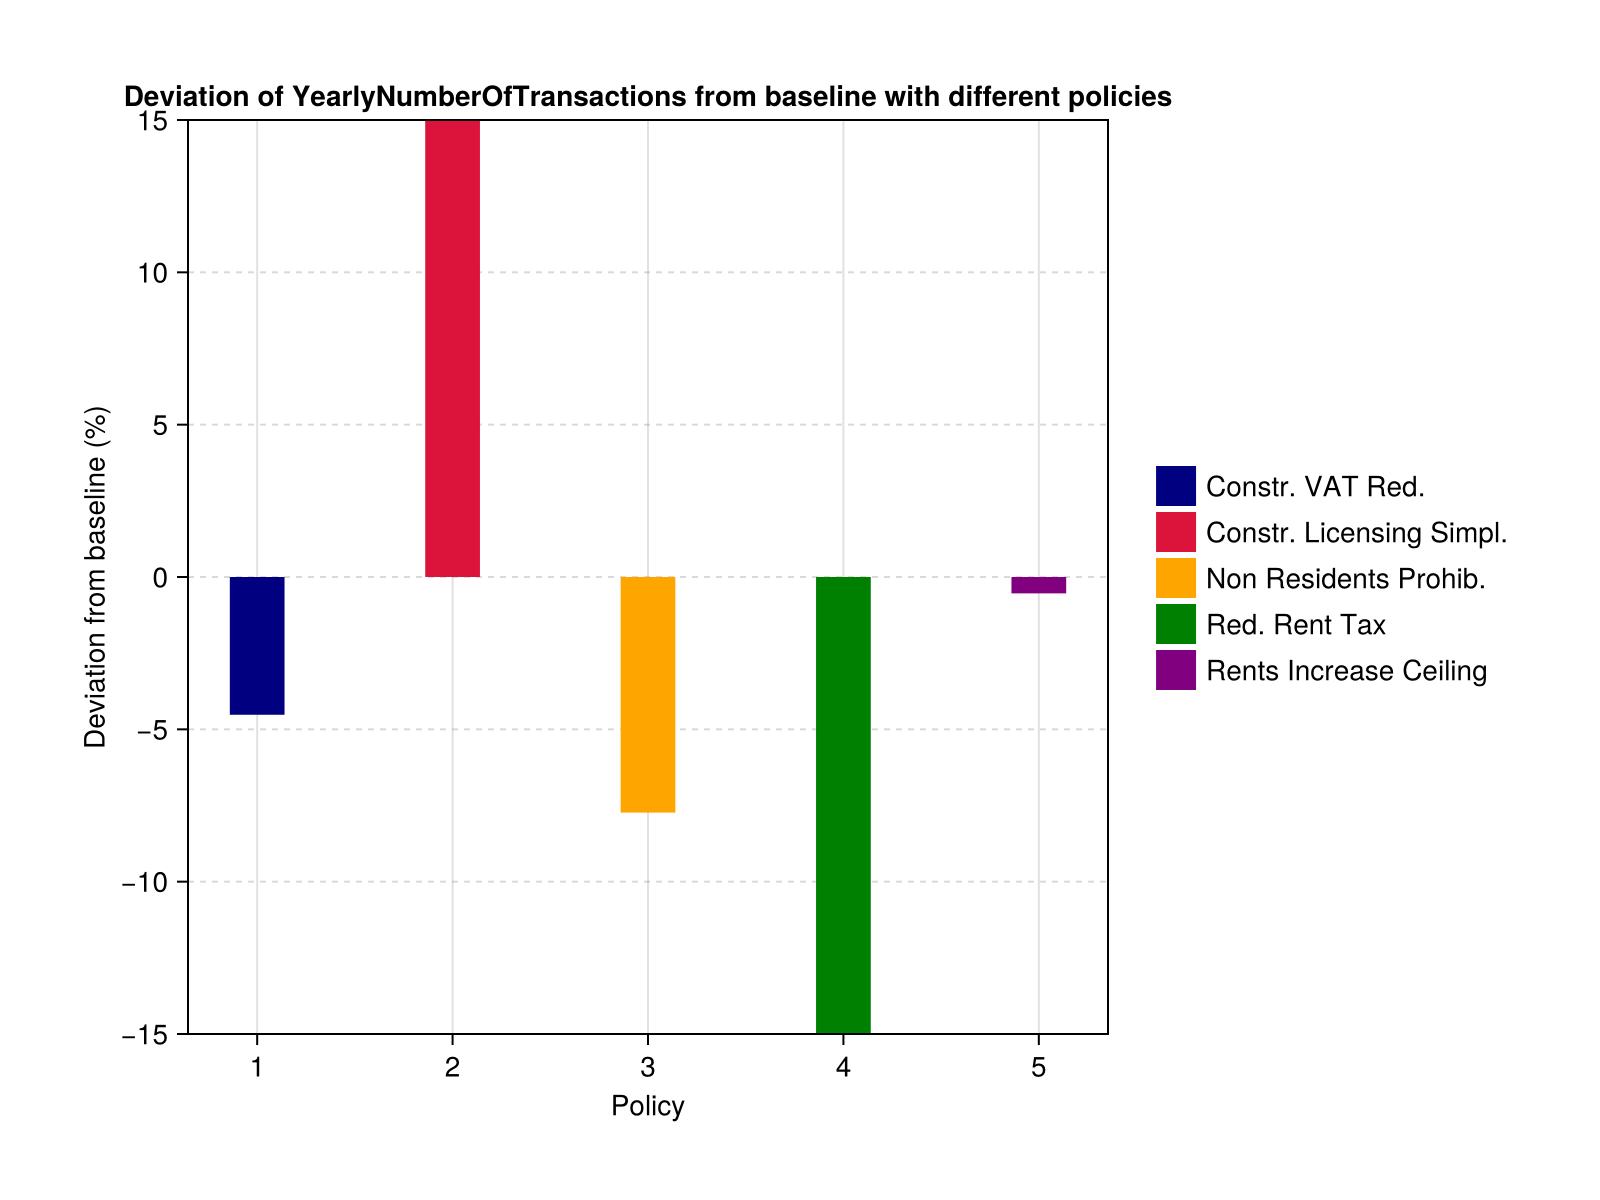 Deviation of YearlyNumberOfTransactions from baseline with different policies
15
10
5
0
−5
−10
−15
Deviation from baseline (%)
1 2 3 4 5
Policy
Constr. VAT Red.
Constr. Licensing Simpl.
Non Residents Prohib.
Red. Rent Tax
Rents Increase Ceiling